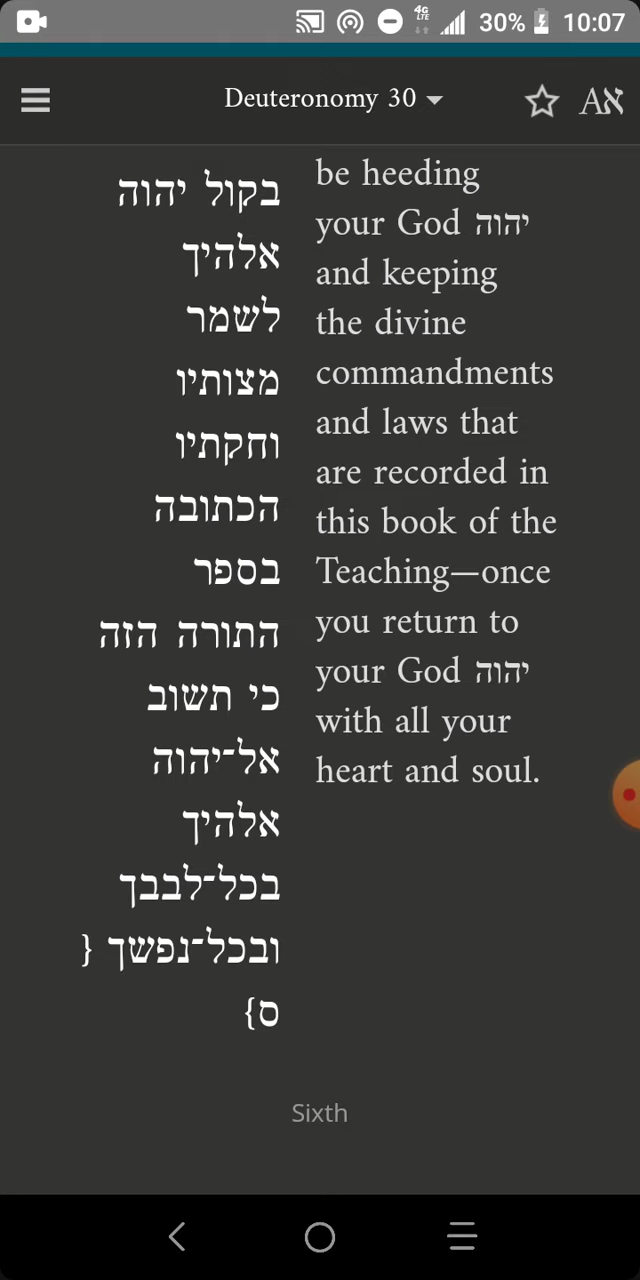 4G
LTE
30%
10:07
Deuteronomy 30
Aא
בקול יהוה
אלהיך
לשמר
מצותיו
וחקתיו
הכתובה
בספר
התורה הזה
כי תשוב
אל־יהוה
אלהיך
בכל־לבבך
ובכל־נפשך {
ס}
be heeding
your God יהוה
and keeping
the divine
commandments
and laws that
are recorded in
this book of the
Teaching—once
you return to
your God יהוה
with all your
heart and soul.
Sixth